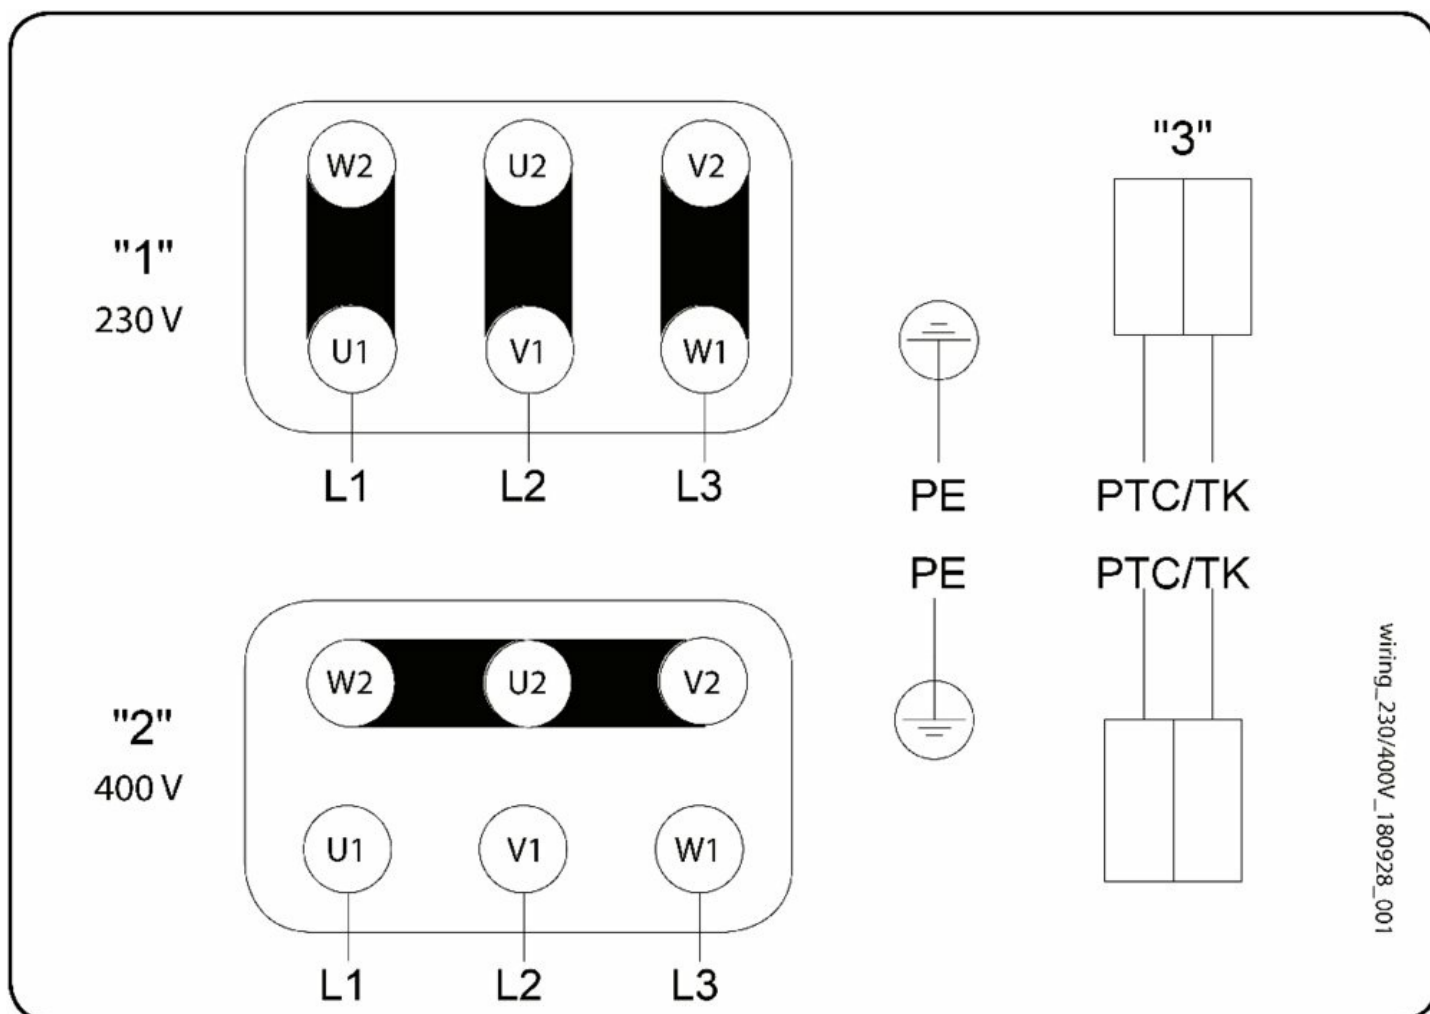 "3"
W2 U2 V2
"1"
230 V
U1 V1 W1
L1 L2 L3 PE PTC/TK
PE PTC/TK
W2 U2 V2
"2"
400 V
U1 V1 W1
L1 L2 L3
wiring_230/400V_180928_001